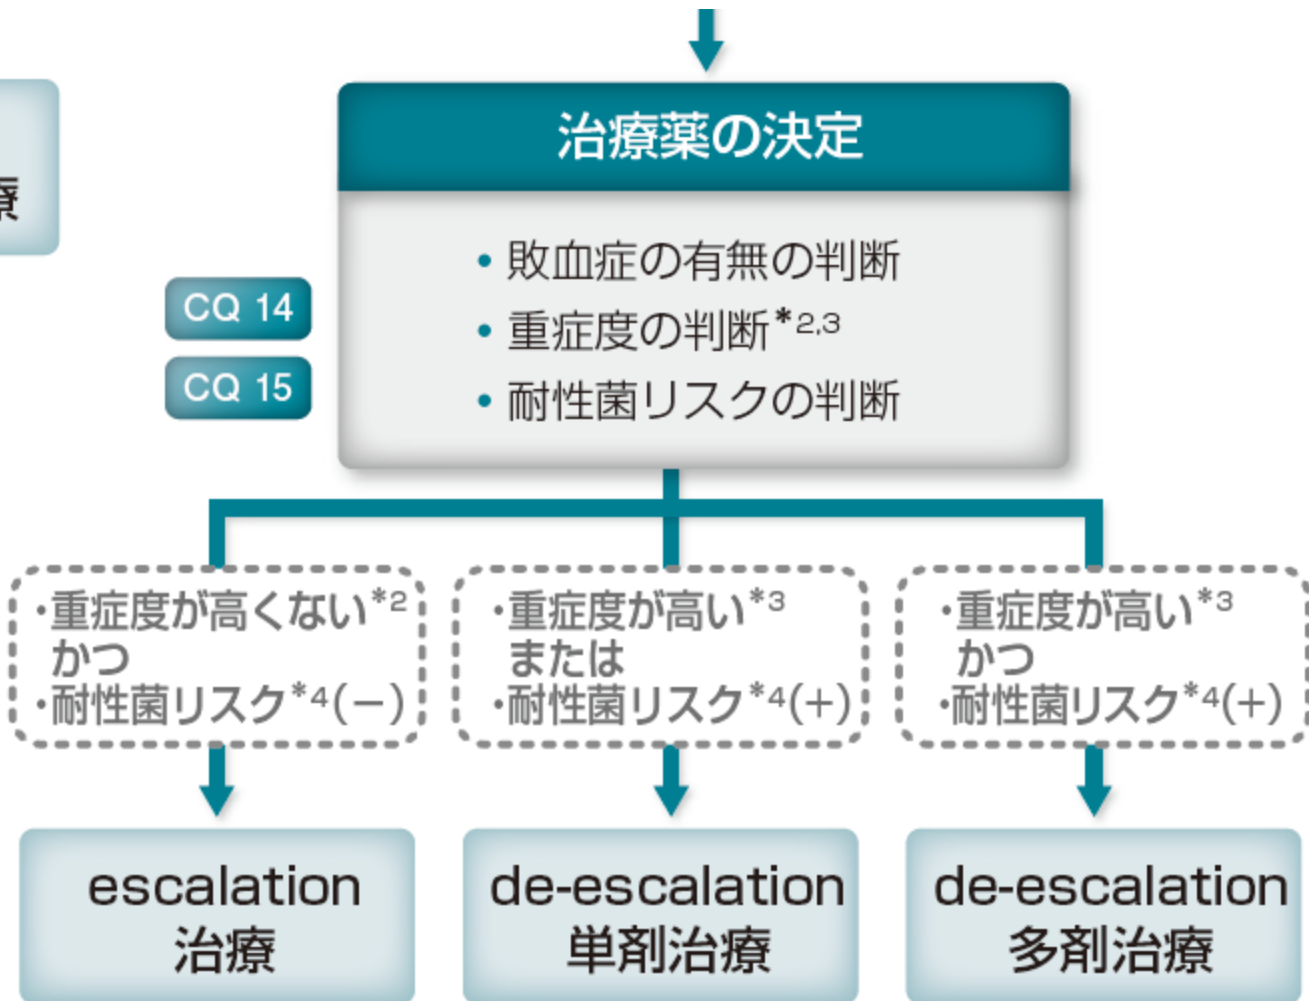 療
治療薬の決定
• 敗血症の有無の判断
• 重症度の判断*2,3
• 耐性菌リスクの判断
CQ 14
CQ 15
・重症度が高くない*2
かつ
・耐性菌リスク*4(−)
・重症度が高い*3
または
・耐性菌リスク*4(+)
・重症度が高い*3
かつ
・耐性菌リスク*4(+)
escalation
治療
de-escalation
単剤治療
de-escalation
多剤治療